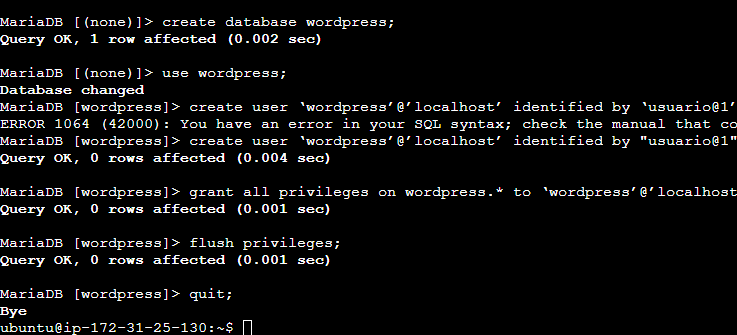 MariaDB [(none)]> create database wordpress;
Query OK, 1 row affected (0.002 sec)
MariaDB [(none)]> use wordpress;
Database changed
MariaDB [wordpress]> create user ‘wordpress’@’localhost’ identified by ‘usuario@1’
ERROR 1064 (42000): You have an error in your SQL syntax; check the manual that co
MariaDB [wordpress]> create user ‘wordpress’@’localhost’ identified by "usuario@1"
Query OK, 0 rows affected (0.004 sec)
MariaDB [wordpress]> grant all privileges on wordpress.* to ‘wordpress’@’localhost
Query OK, 0 rows affected (0.001 sec)
MariaDB [wordpress]> flush privileges;
Query OK, 0 rows affected (0.001 sec)
MariaDB [wordpress]> quit;
Bye
ubuntu@ip-172-31-25-130:~$